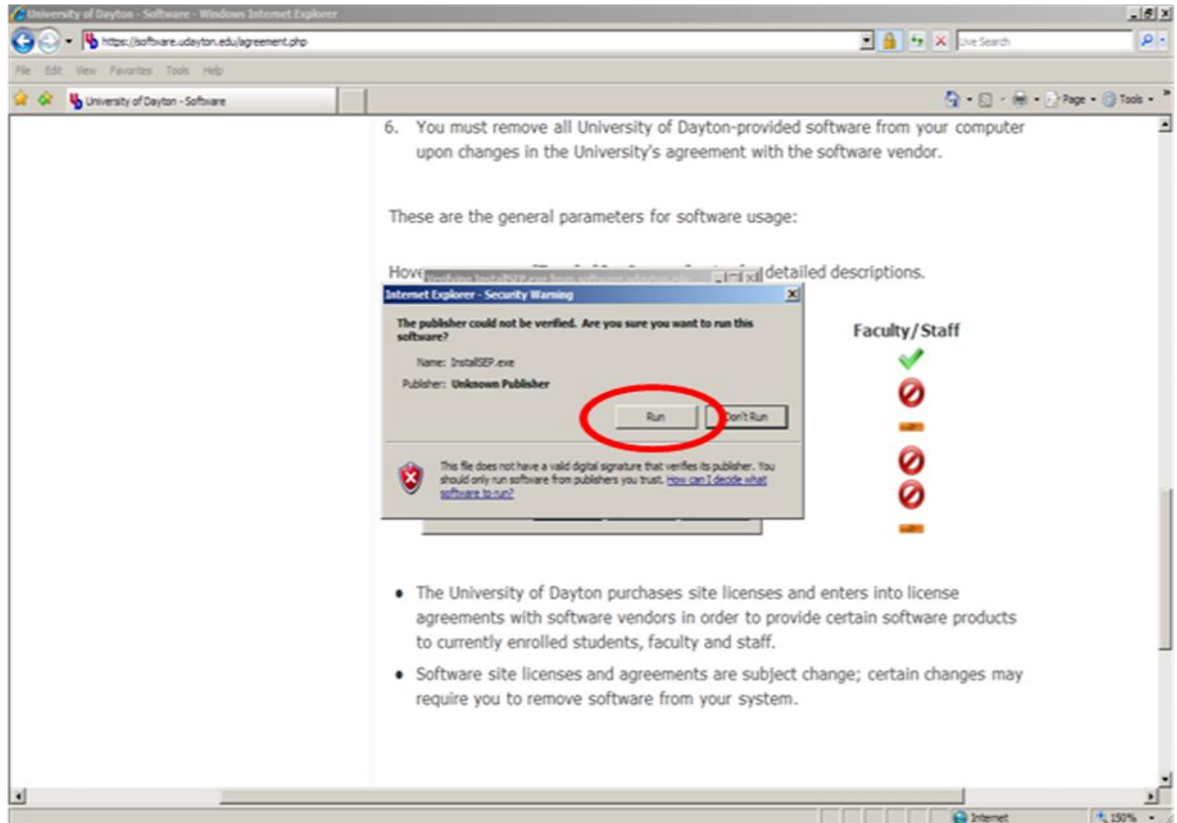 University of Dayton - Software - Windows Internet Explorer
https://software.udayton.edu/agreement.php
Live Search
File Edit View Favorites Tools Help
University of Dayton - Software
Page Tools
6. You must remove all University of Dayton-provided software from your computer
upon changes in the University's agreement with the software vendor.
These are the general parameters for software usage:
Hove
detailed descriptions.
Internet Explorer - Security Warning
The publisher could not be verified. Are you sure you want to run this
software?
Name: InstallSEP.exe
Publisher: Unknown Publisher
Run Don't Run
This file does not have a valid digital signature that verifies its publisher. You
should only run software from publishers you trust. How can I decide what
software to run?
Faculty/Staff
• The University of Dayton purchases site licenses and enters into license
agreements with software vendors in order to provide certain software products
to currently enrolled students, faculty and staff.
• Software site licenses and agreements are subject change; certain changes may
require you to remove software from your system.
Internet 150%